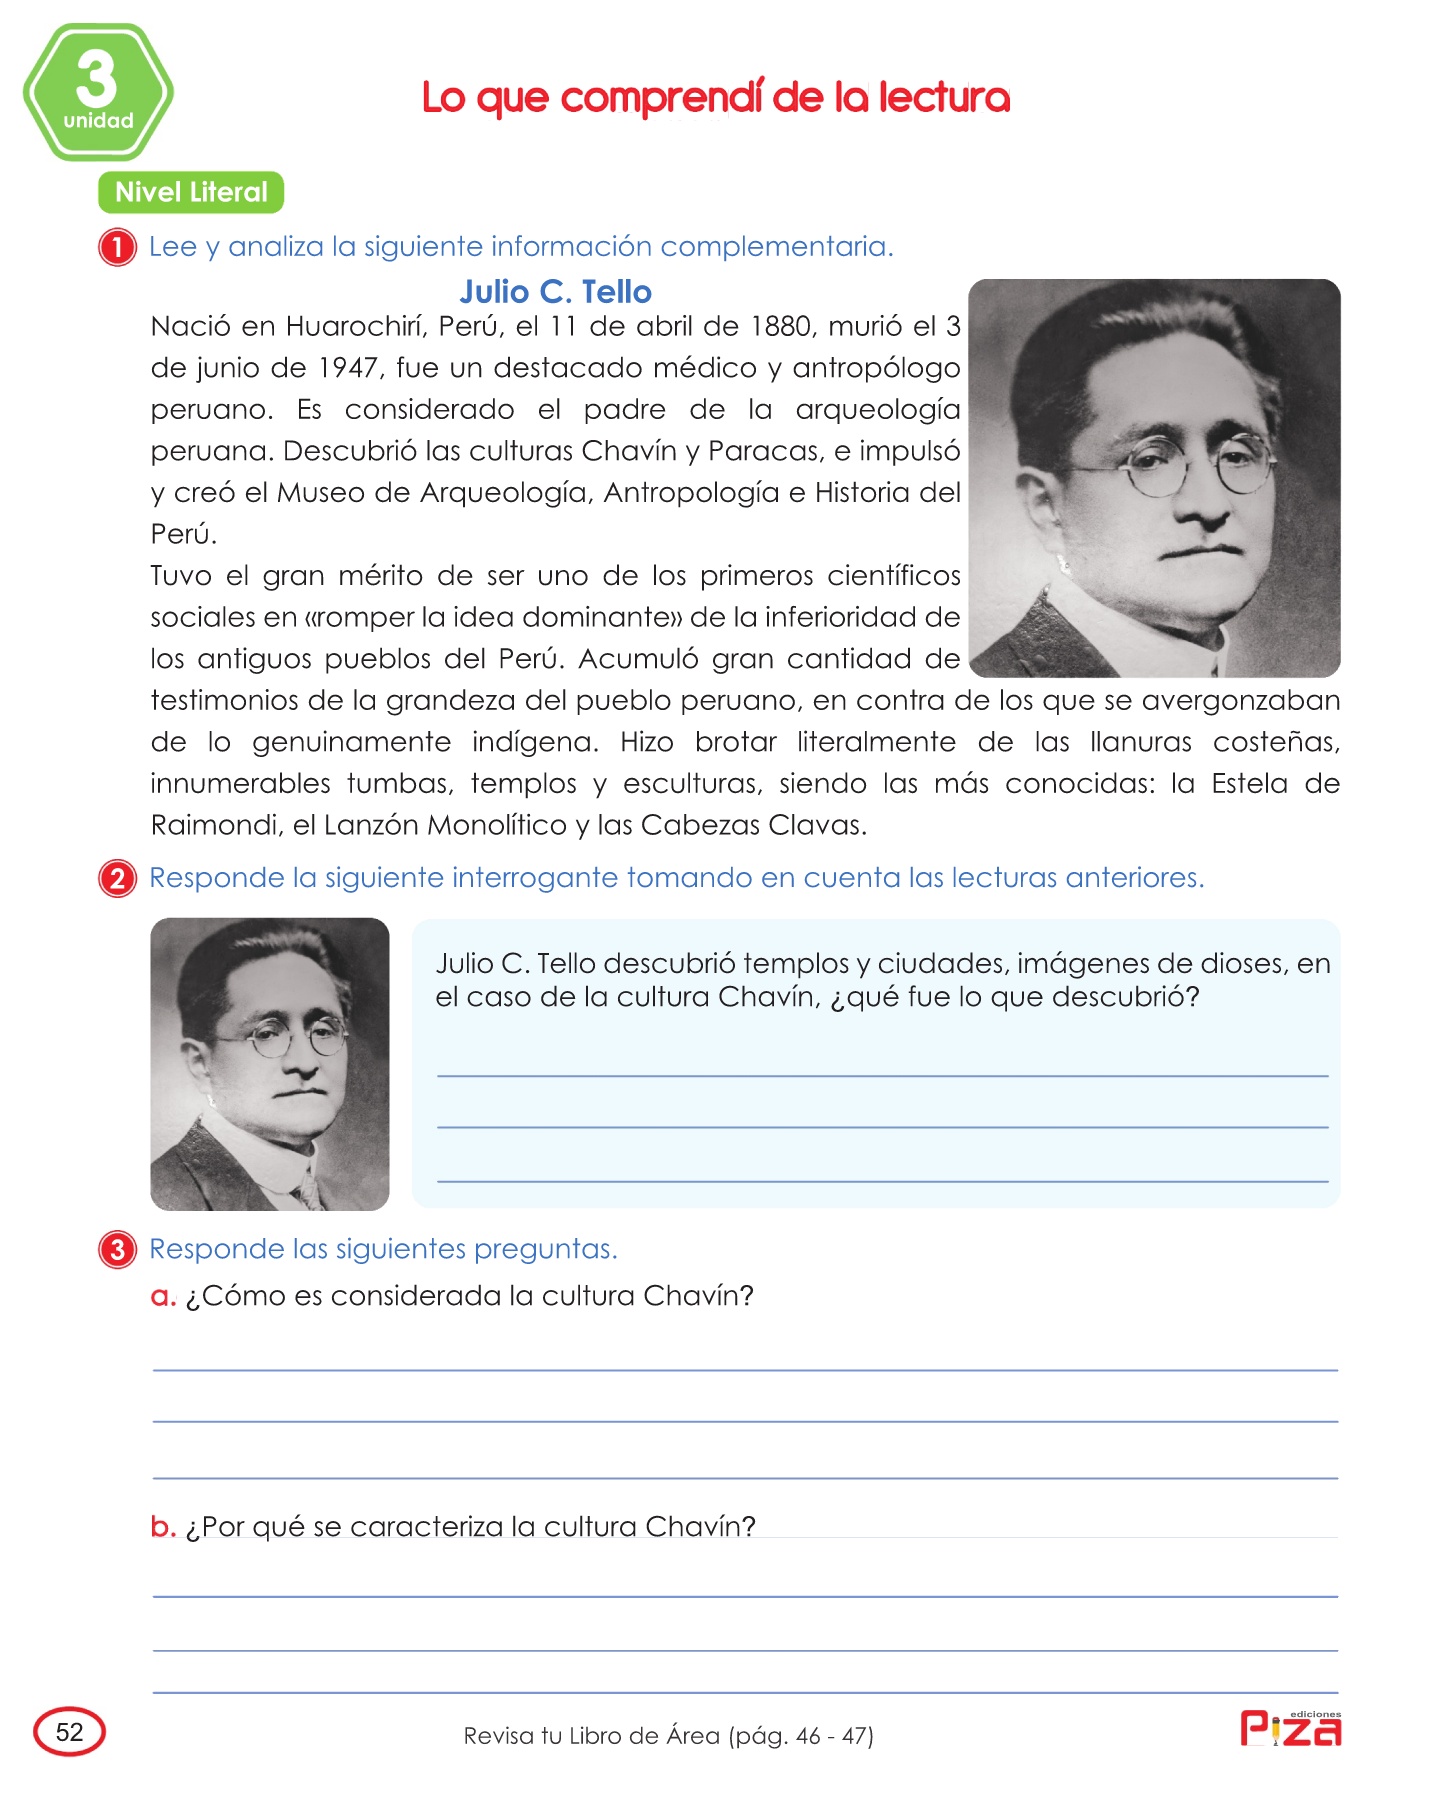 3
unidad
Lo que comprendí de la lectura
Nivel Literal
1 Lee y analiza la siguiente información complementaria.
Julio C. Tello
Nació en Huarochirí, Perú, el 11 de abril de 1880, murió el 3
de junio de 1947, fue un destacado médico y antropólogo
peruano. Es considerado el padre de la arqueología
peruana. Descubrió las culturas Chavín y Paracas, e impulsó
y creó el Museo de Arqueología, Antropología e Historia del
Perú.
Tuvo el gran mérito de ser uno de los primeros científicos
sociales en «romper la idea dominante» de la inferioridad de
los antiguos pueblos del Perú. Acumuló gran cantidad de
testimonios de la grandeza del pueblo peruano, en contra de los que se avergonzaban
de lo genuinamente indígena. Hizo brotar literalmente de las llanuras costeñas,
innumerables tumbas, templos y esculturas, siendo las más conocidas: la Estela de
Raimondi, el Lanzón Monolítico y las Cabezas Clavas.
2 Responde la siguiente interrogante tomando en cuenta las lecturas anteriores.
Julio C. Tello descubrió templos y ciudades, imágenes de dioses, en
el caso de la cultura Chavín, ¿qué fue lo que descubrió?
3 Responde las siguientes preguntas.
a. ¿Cómo es considerada la cultura Chavín?
b. ¿Por qué se caracteriza la cultura Chavín?
52
Revisa tu Libro de Área (pág. 46 - 47)
ediciones
Piza